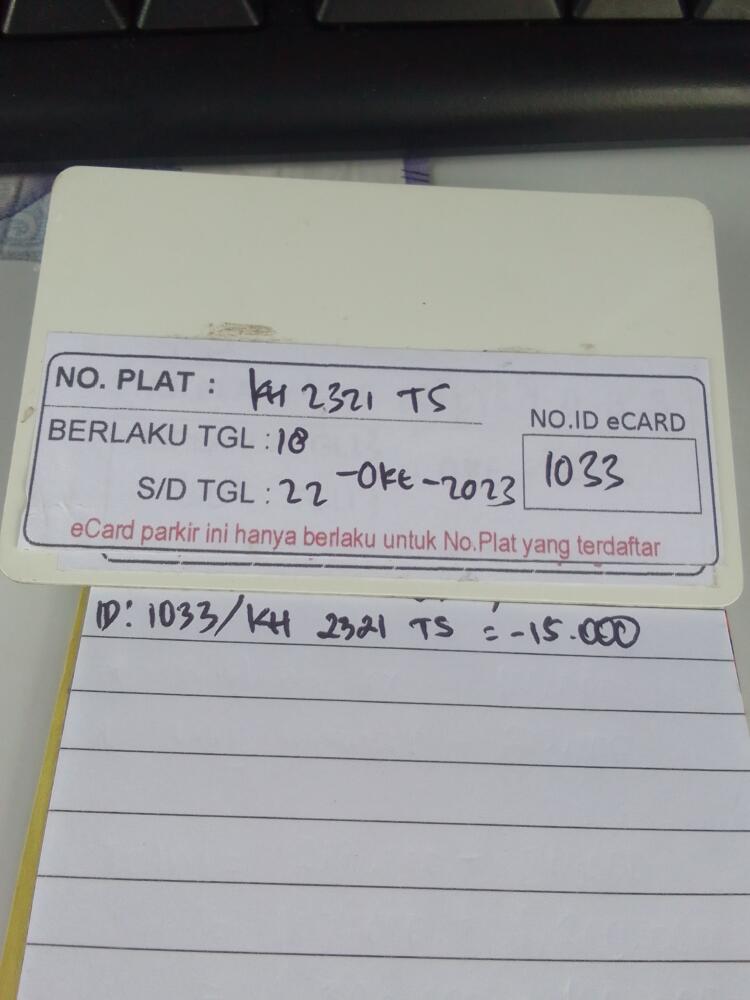 NO. PLAT : KH 2321 TS
BERLAKU TGL : 18
NO.ID eCARD
S/D TGL : 22 -OKt -2023
1033
eCard parkir ini hanya berlaku untuk No.Plat yang terdaftar
ID: 1033/KH 2321 TS = -15.000